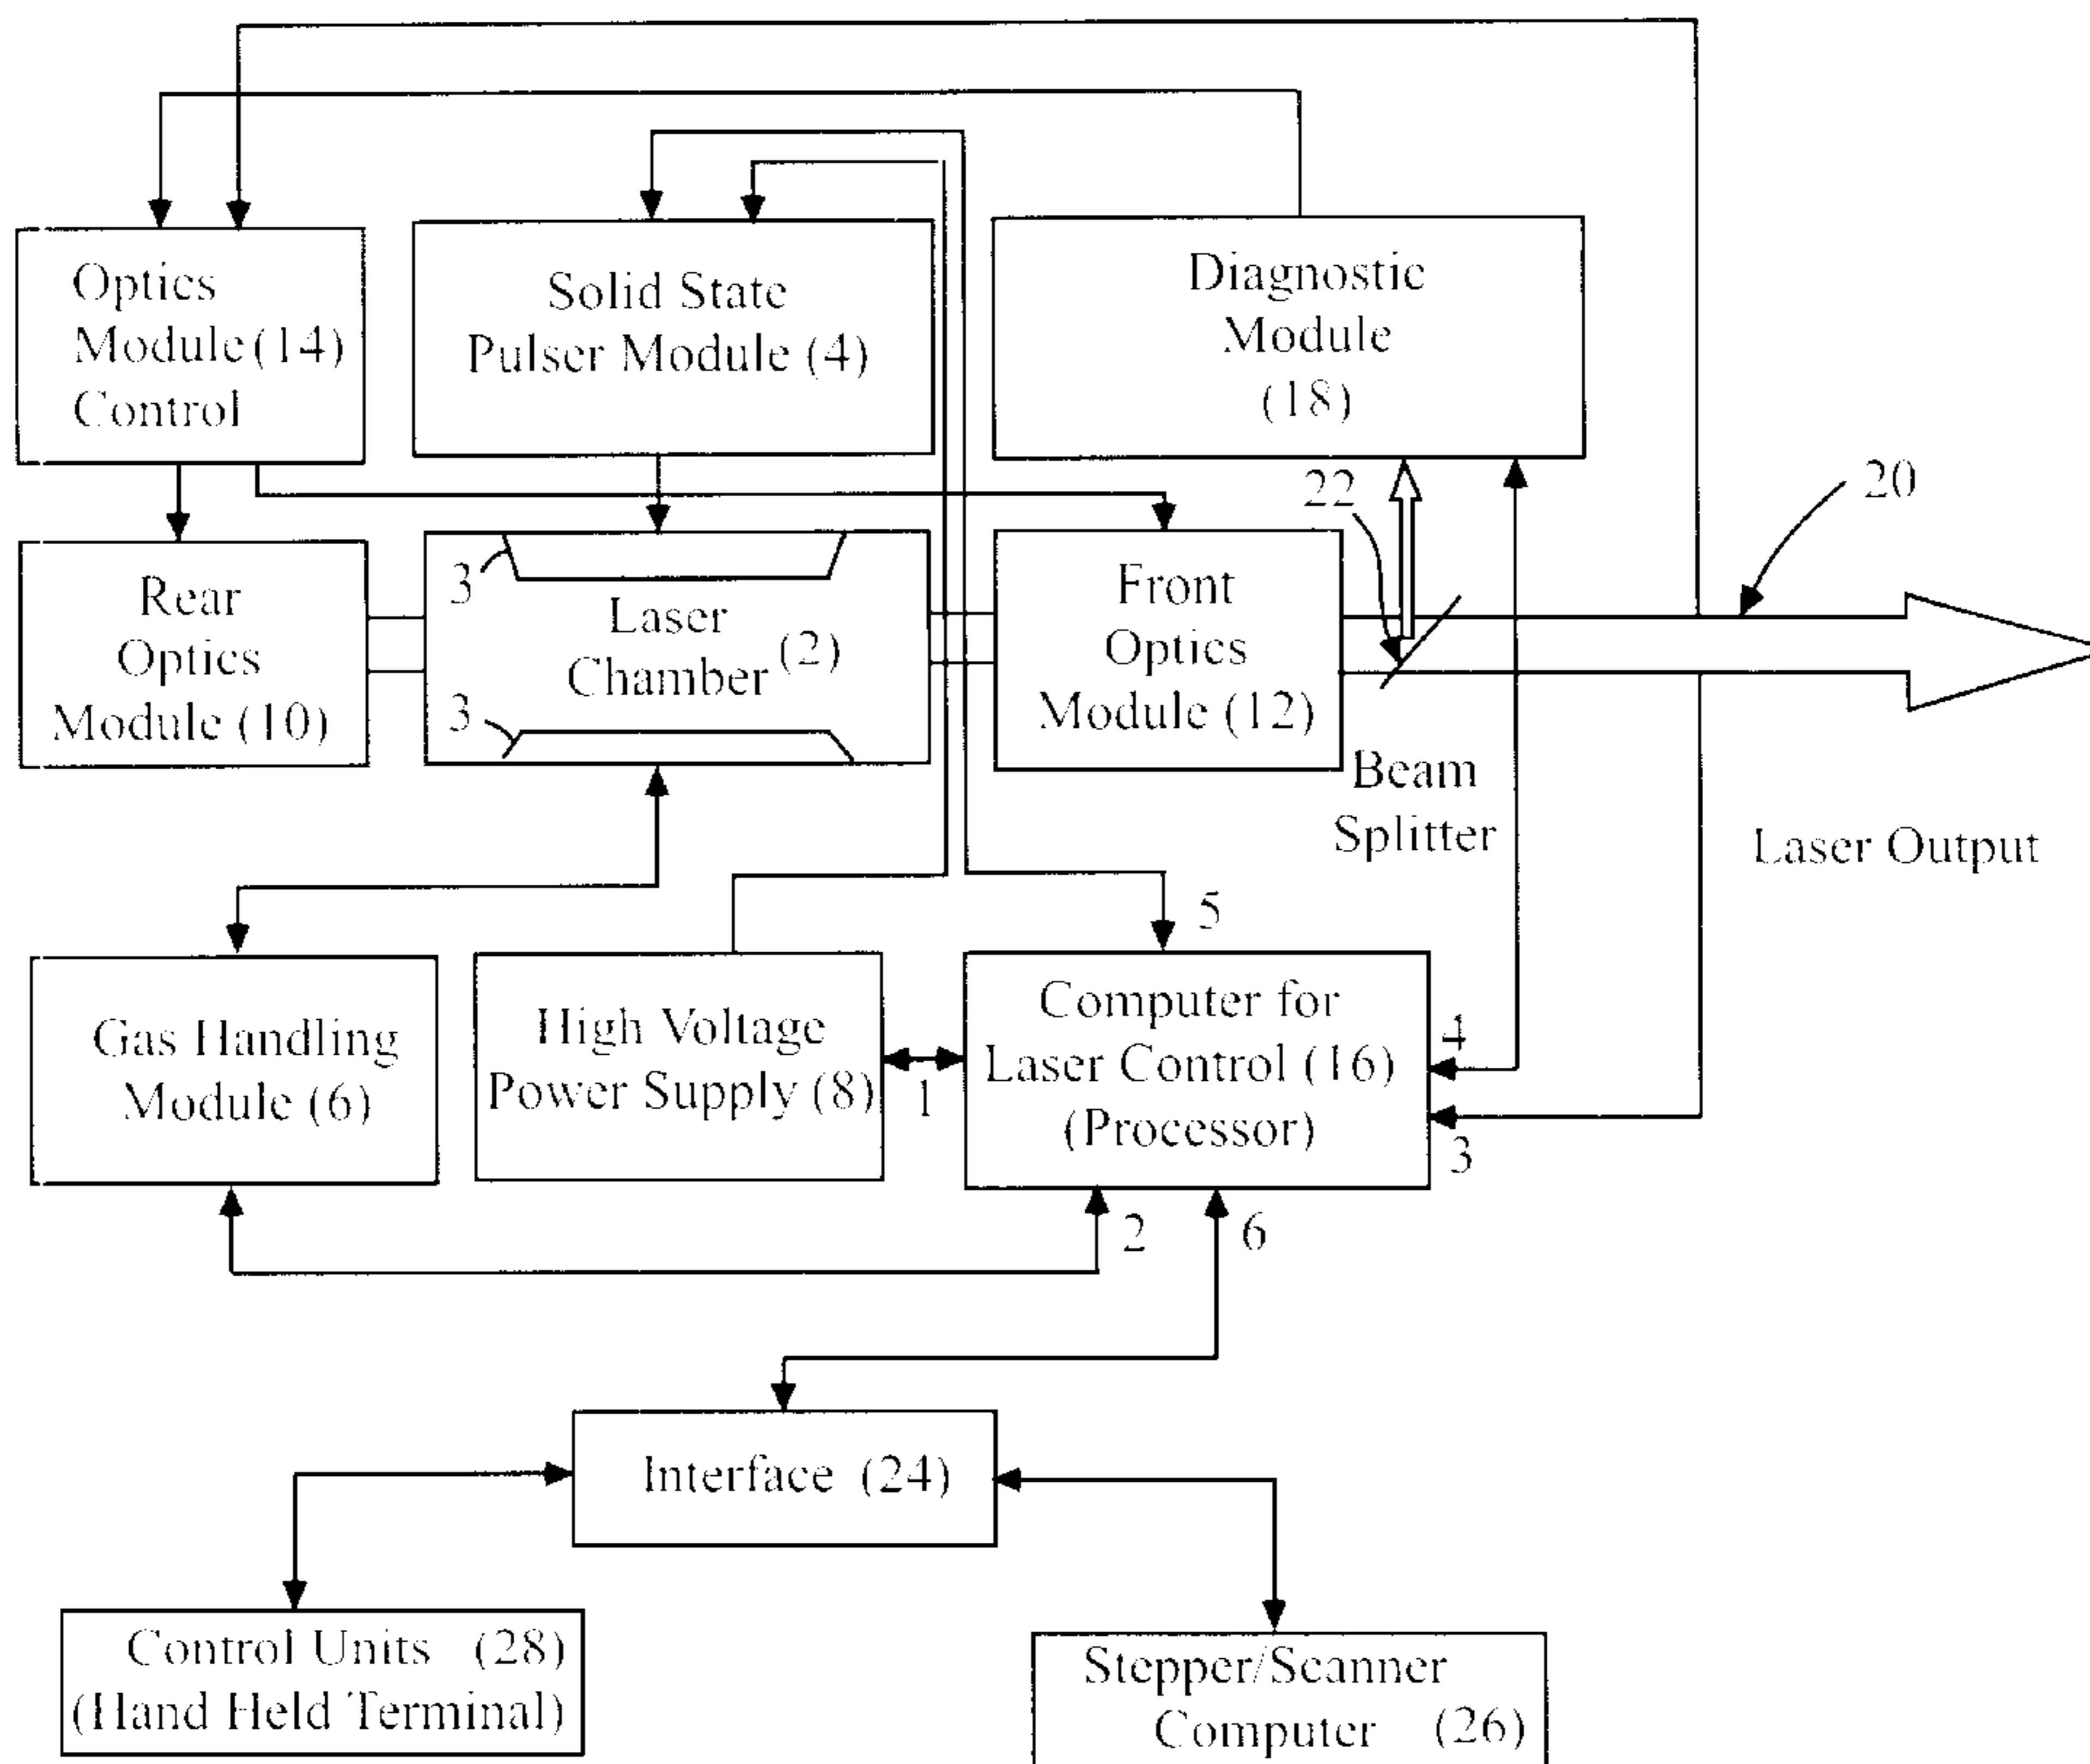 Optics
Module (14)
Control
Solid State
Pulser Module (4)
Diagnostic
Module
(18)
22
20
Rear
Optics
Module (10)
3
Laser
Chamber (2)
3
Front
Optics
Module (12)
Beam
Splitter
Laser Output
5
Gas Handling
Module (6)
High Voltage
Power Supply (8)
1
Computer for
Laser Control (16)
(Processor)
4
3
2
6
Interface (24)
Control Units (28)
(Hand Held Terminal)
Stepper/Scanner
Computer (26)